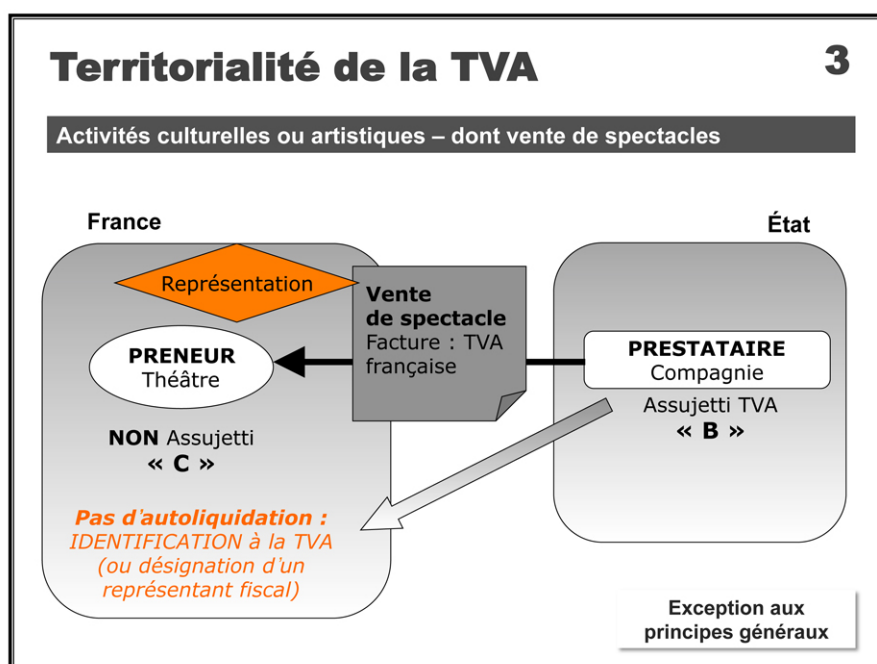 Territorialité de la TVA
3
Activités culturelles ou artistiques – dont vente de spectacles
France
État
Représentation
Vente
de spectacle
Facture : TVA
française
PRENEUR
Théâtre
PRESTATAIRE
Compagnie
NON Assujetti
« C »
Assujetti TVA
« B »
Pas d'autoliquidation :
IDENTIFICATION à la TVA
(ou désignation d'un
représentant fiscal)
Exception aux
principes généraux